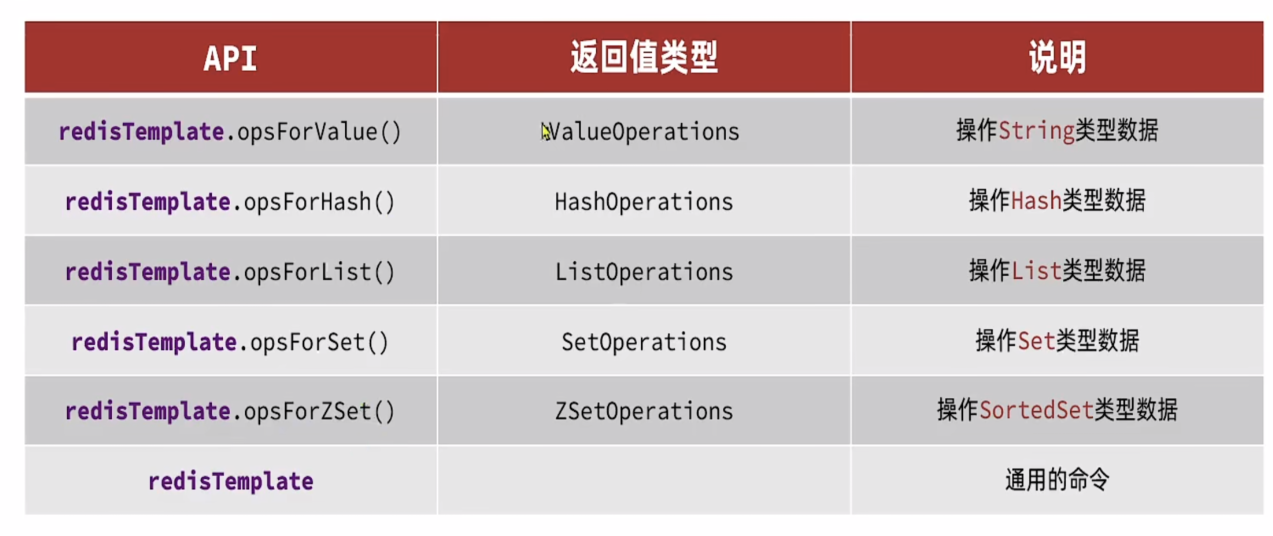 API 返回值类型 说明
redisTemplate.opsForValue() ValueOperations 操作String类型数据
redisTemplate.opsForHash() HashOperations 操作Hash类型数据
redisTemplate.opsForList() ListOperations 操作List类型数据
redisTemplate.opsForSet() SetOperations 操作Set类型数据
redisTemplate.opsForZSet() ZSetOperations 操作SortedSet类型数据
redisTemplate 通用的命令